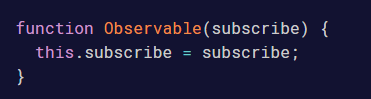 function Observable(subscribe) {
  this.subscribe = subscribe;
}